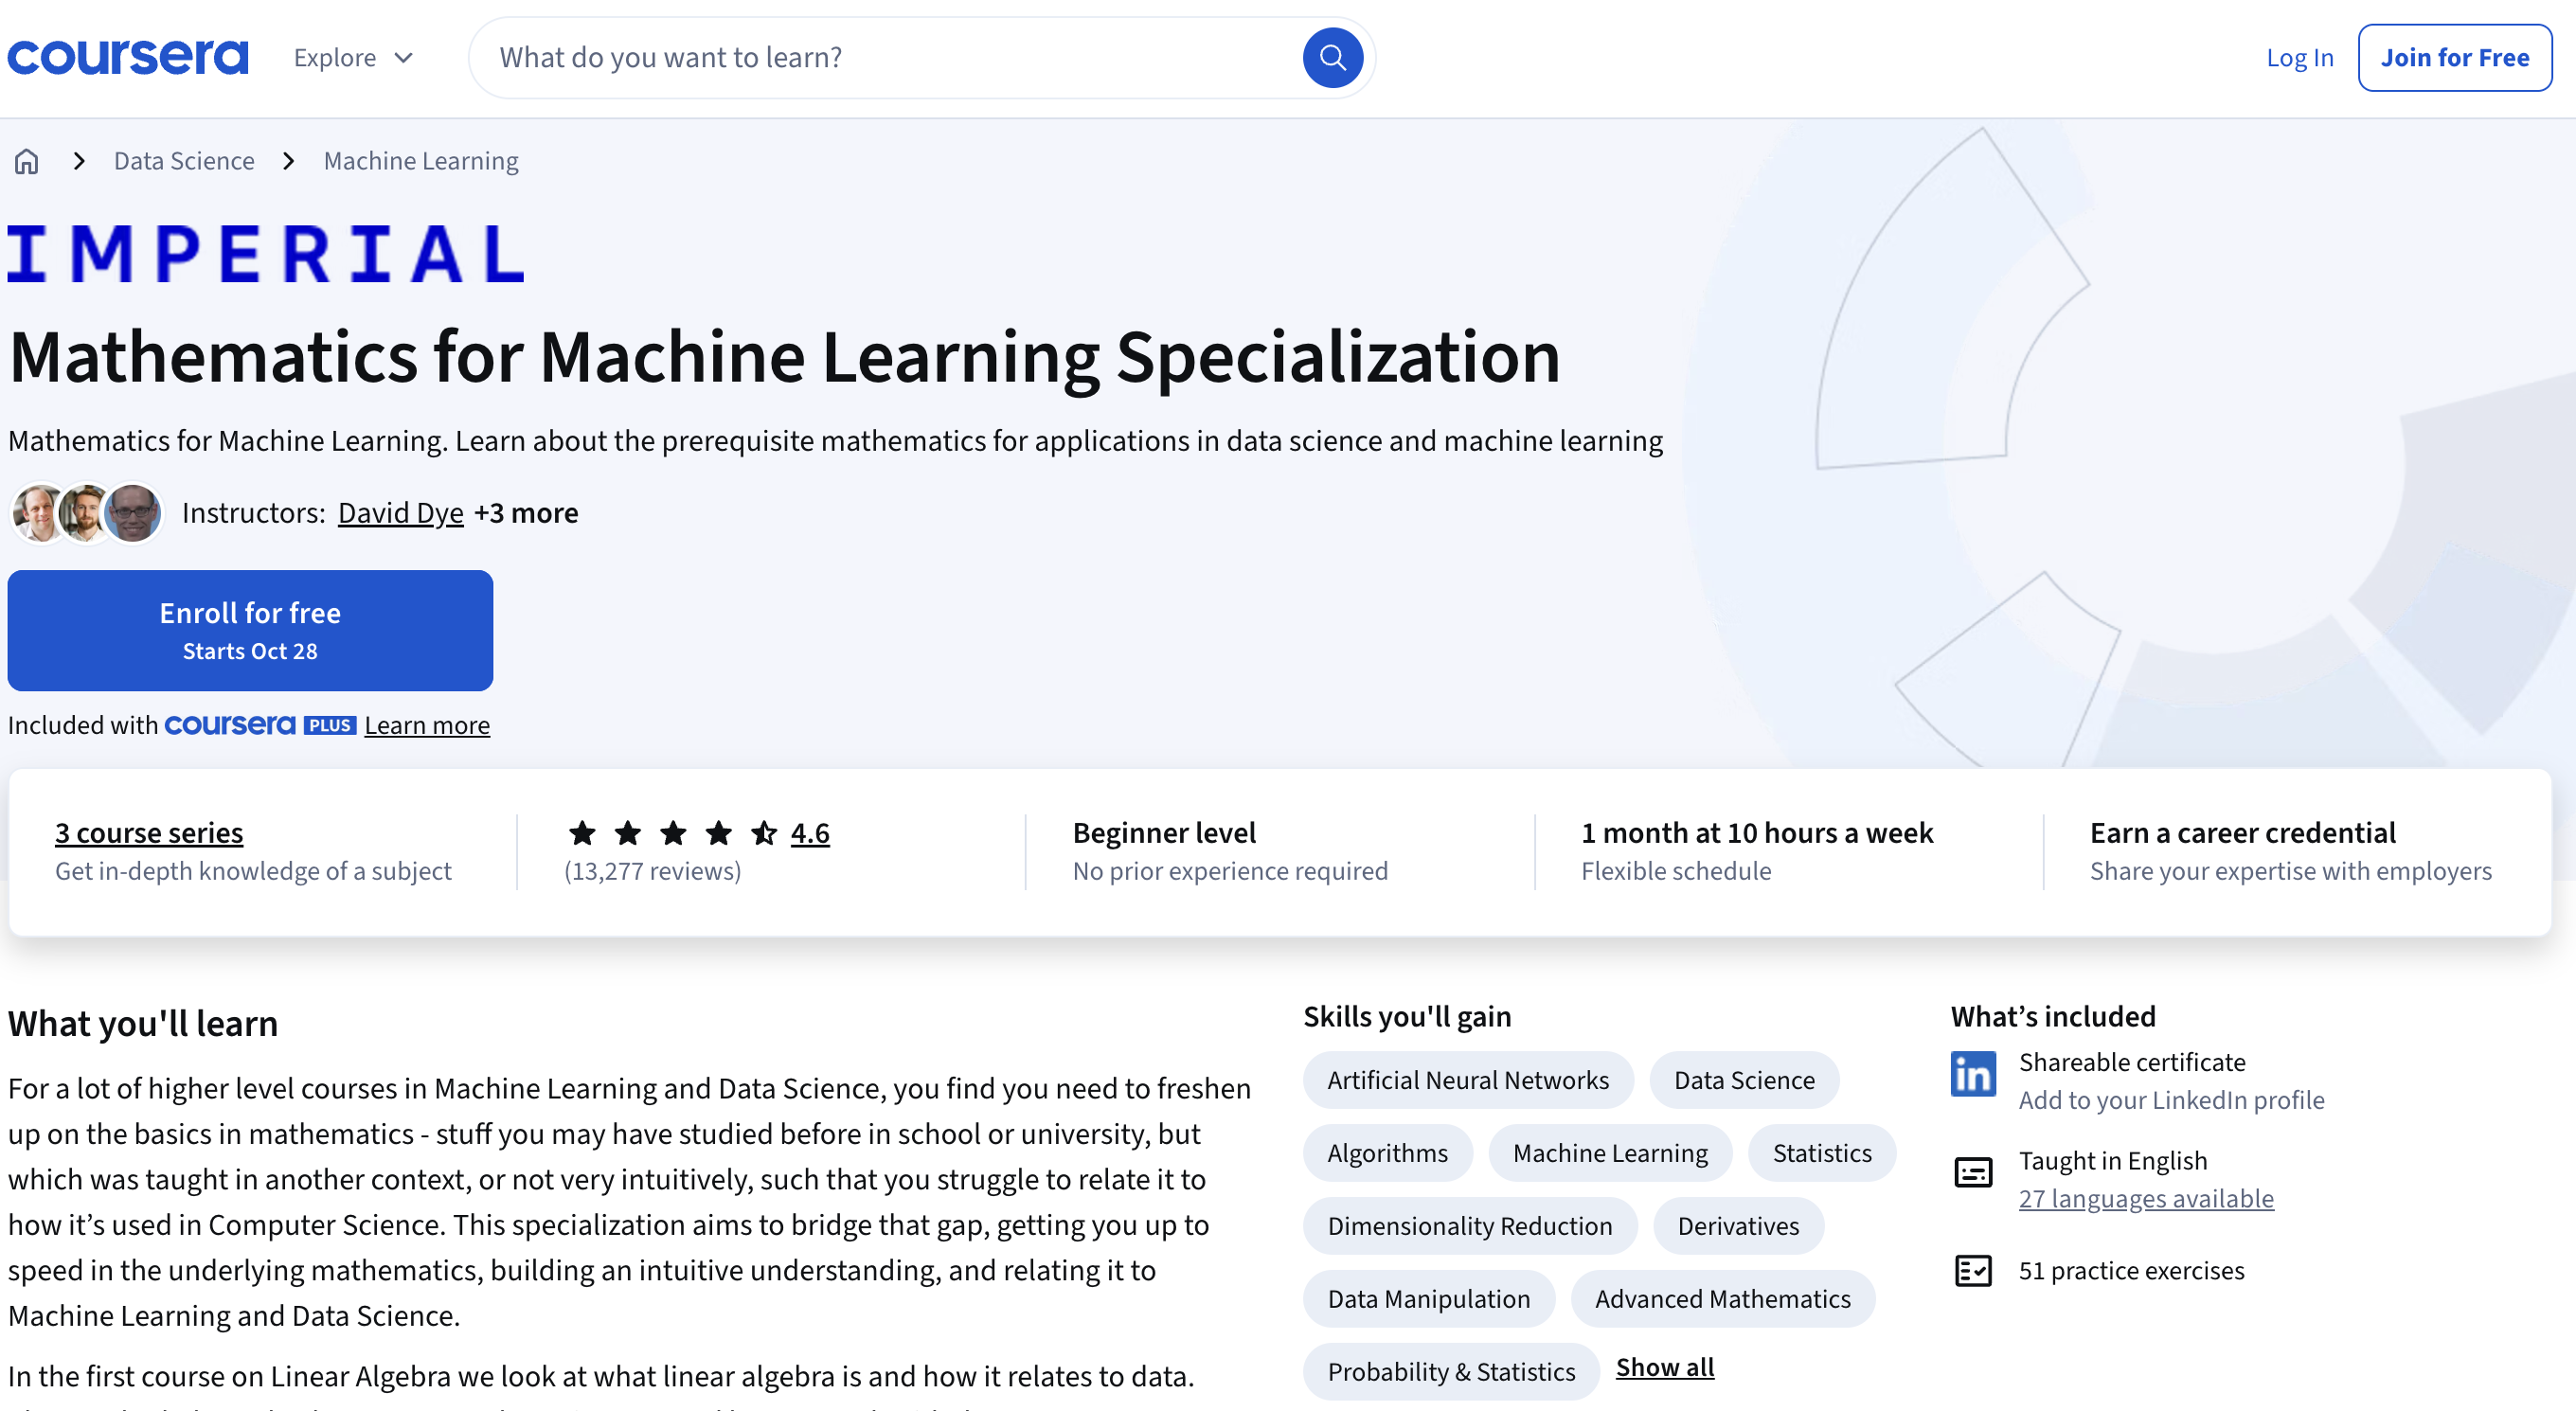 coursera
Explore
What do you want to learn?
Log In
Join for Free
Data Science
Machine Learning
IMPERIAL
Mathematics for Machine Learning Specialization
Mathematics for Machine Learning. Learn about the prerequisite mathematics for applications in data science and machine learning
Instructors: David Dye +3 more
Enroll for free
Starts Oct 28
Included with coursera PLUS Learn more
3 course series
Get in-depth knowledge of a subject
4.6
(13,277 reviews)
Beginner level
No prior experience required
1 month at 10 hours a week
Flexible schedule
Earn a career credential
Share your expertise with employers
What you'll learn
For a lot of higher level courses in Machine Learning and Data Science, you find you need to freshen
up on the basics in mathematics - stuff you may have studied before in school or university, but
which was taught in another context, or not very intuitively, such that you struggle to relate it to
how it’s used in Computer Science. This specialization aims to bridge that gap, getting you up to
speed in the underlying mathematics, building an intuitive understanding, and relating it to
Machine Learning and Data Science.
In the first course on Linear Algebra we look at what linear algebra is and how it relates to data.
Skills you'll gain
Artificial Neural Networks
Data Science
Algorithms
Machine Learning
Statistics
Dimensionality Reduction
Derivatives
Data Manipulation
Advanced Mathematics
Probability & Statistics
Show all
What’s included
in
Shareable certificate
Add to your LinkedIn profile
Taught in English
27 languages available
51 practice exercises